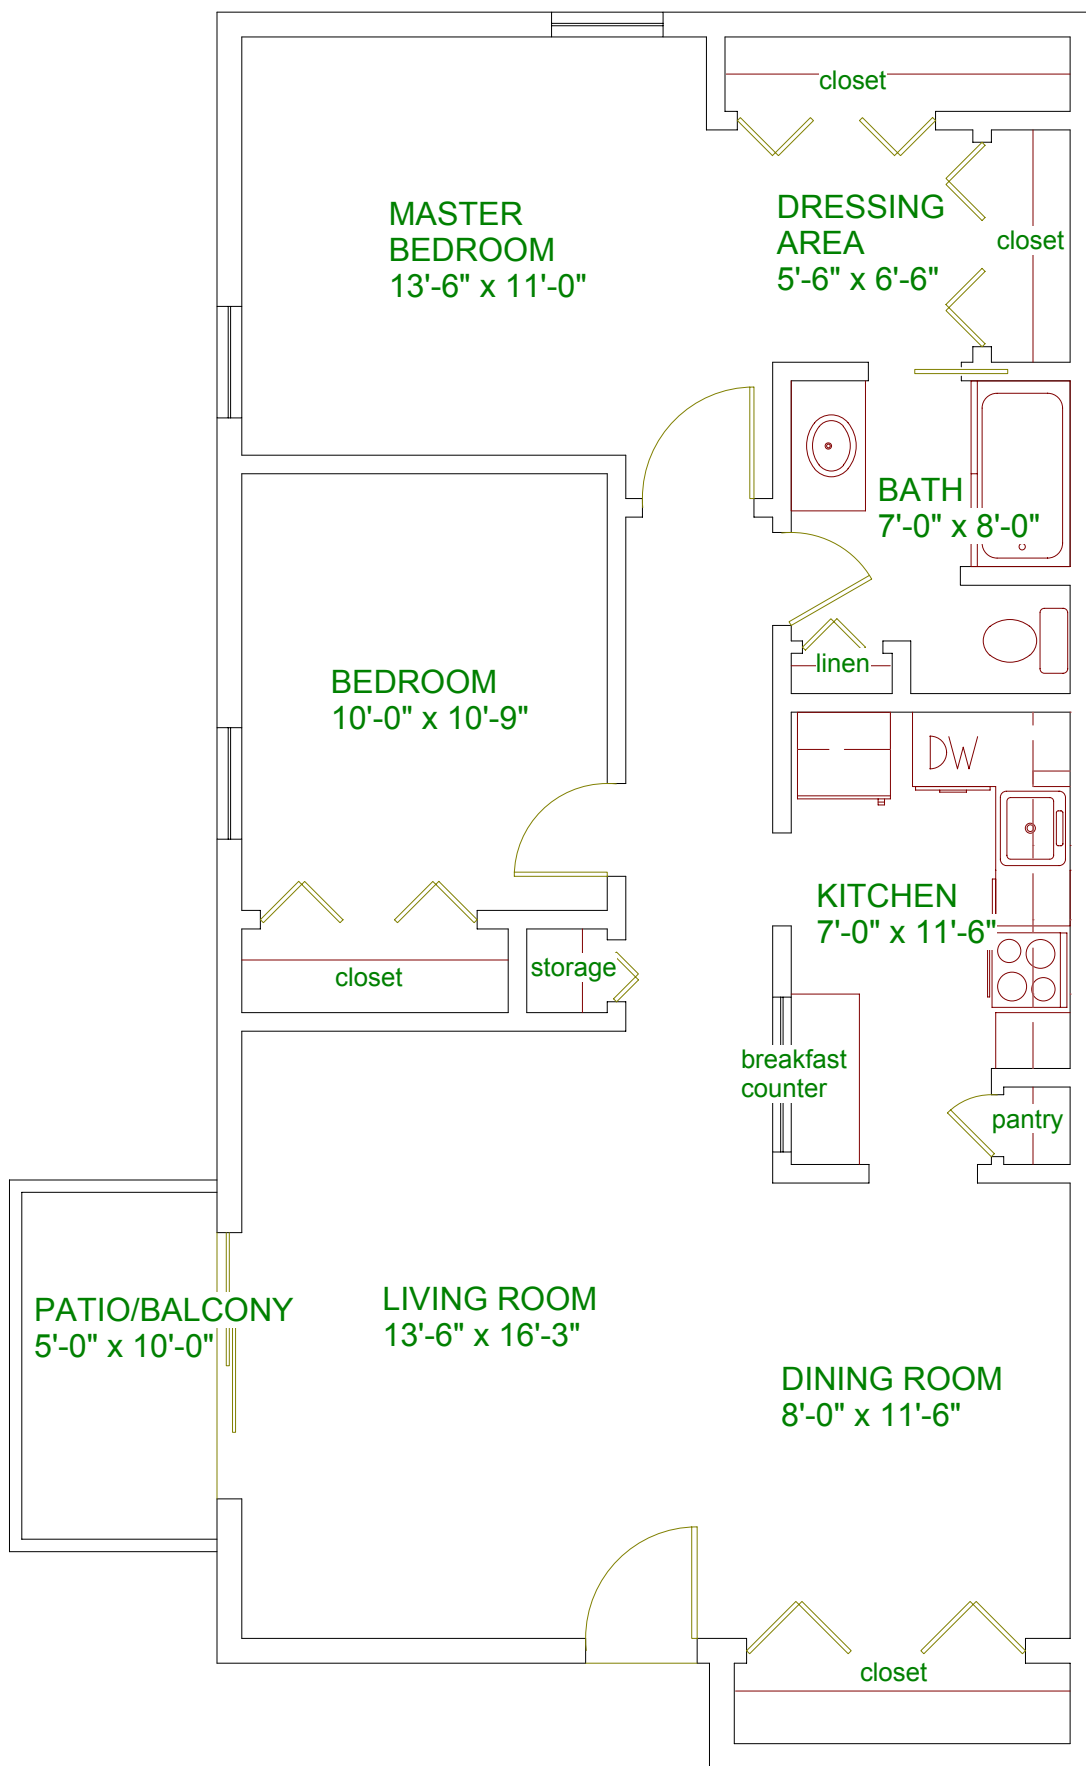 closet
MASTER
BEDROOM
13'-6" x 11'-0"
DRESSING
AREA
5'-6" x 6'-6"
closet
BATH
7'-0" x 8'-0"
linen
BEDROOM
10'-0" x 10'-9"
DW
KITCHEN
7'-0" x 11'-6"
storage
closet
breakfast
counter
pantry
PATIO/BALCONY
5'-0" x 10'-0"
LIVING ROOM
13'-6" x 16'-3"
DINING ROOM
8'-0" x 11'-6"
closet